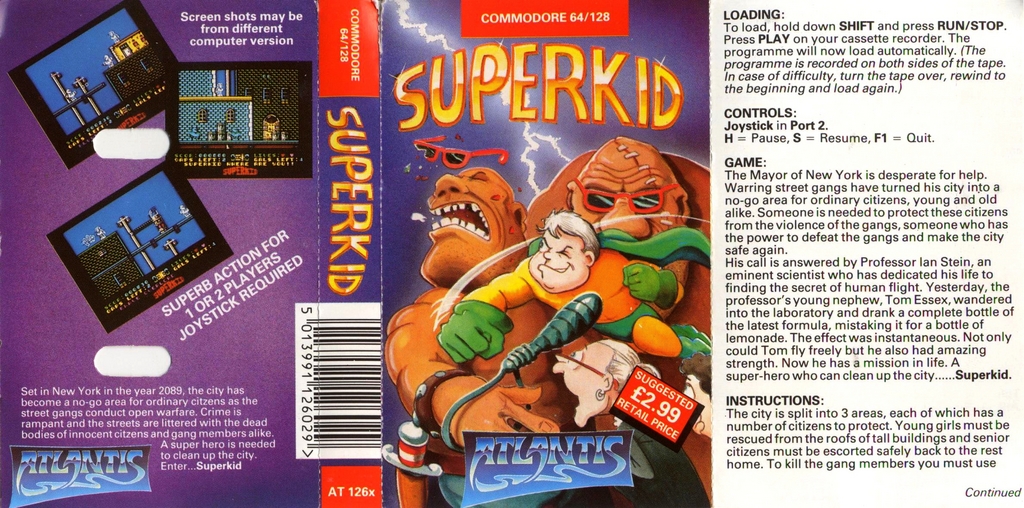 Screen shots may be
from different
computer version
SUPERB ACTION FOR
1 OR 2 PLAYERS
JOYSTICK REQUIRED
Set in New York in the year 2089, the city has
become a no-go area for ordinary citzens as the
street gangs conduct open warfare. Crime is
rampant and the streets are littered with the dead
bodies of innocent citzens and gang members alike.
A super hero is needed
to clean up the city.
Enter...Superkid
ATLANTIS
COMMODORE
64/128
SUPERKID
5 013991 126029 >
AT 126x
COMMODORE 64/128
SUPERKID
SUGGESTED
£2.99
RETAIL PRICE
ATLANTIS
LOADING:
To load, hold down SHIFT and press RUN/STOP.
Press PLAY on your cassette recorder. The
programme will now load automatically. (The
programme is recorded on both sides of the tape.
In case of difficulty, turn the tape over, rewind to
the beginning and load again.)
CONTROLS:
Joystick in Port 2.
H = Pause, S = Resume, F1 = Quit.
GAME:
The Mayor of New York is desperate for help.
Warring street gangs have turned his city into a
no-go area for ordinary citizens, young and old
alike. Someone is needed to protect these citizens
from the violence of the gangs, someone who has
the power to defeat the gangs and make the city
safe again.
His call is answered by Professor Ian Stein, an
eminent scientist who has dedicated his life to
finding the secret of human flight. Yesterday, the
professor's young nephew, Tom Essex, wandered
into the laboratory and drank a complete bottle of
the latest formula, mistaking it for a bottle of
lemonade. The effect was instantaneous. Not only
could Tom fly freely but he also had amazing
strength. Now he has a mission in life. A
super-hero who can clean up the city......Superkid.
INSTRUCTIONS:
The city is split into 3 areas, each of which has a
number of citizens to protect. Young girls must be
rescued from the roofs of tall buildings and senior
citizens must be escorted safely back to the rest
home. To kill the gang members you must use
Continued